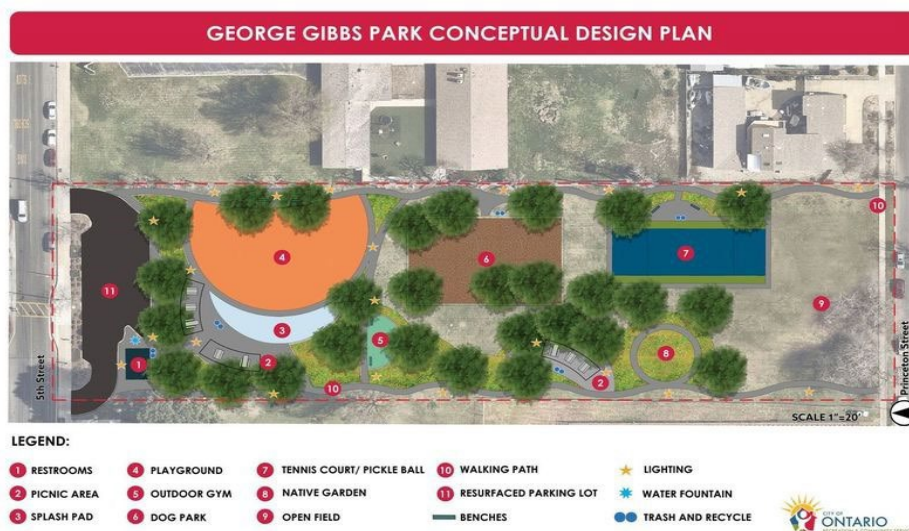 GEORGE GIBBS PARK CONCEPTUAL DESIGN PLAN
10
4
6
7
11
9
3
5
8
1
2
2
10
5th Street
Princeton Street
SCALE 1"=20'
LEGEND:
1 RESTROOMS
2 PICNIC AREA
3 SPLASH PAD
4 PLAYGROUND
5 OUTDOOR GYM
6 DOG PARK
7 TENNIS COURT/ PICKLE BALL
8 NATIVE GARDEN
9 OPEN FIELD
10 WALKING PATH
11 RESURFACED PARKING LOT
BENCHES
LIGHTING
WATER FOUNTAIN
TRASH AND RECYCLE
CITY OF
ONTARIO